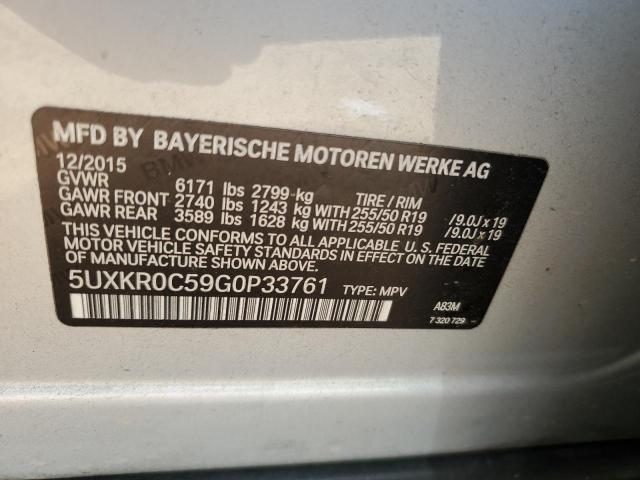 MFD BY BAYERISCHE MOTOREN WERKE AG
12/2015
GVWR 6171 lbs 2799 kg TIRE / RIM
GAWR FRONT 2740 lbs 1243 kg WITH 255/50 R19 /9.0J x 19
GAWR REAR 3589 lbs 1628 kg WITH 255/50 R19 /9.0J x 19
THIS VEHICLE CONFORMS TO ALL APPLICABLE U.S. FEDERAL
MOTOR VEHICLE SAFETY STANDARDS IN EFFECT ON THE DATE
OF MANUFACTURE SHOWN ABOVE.
5UXKR0C59G0P33761 TYPE: MPV
A83M
7 320 729